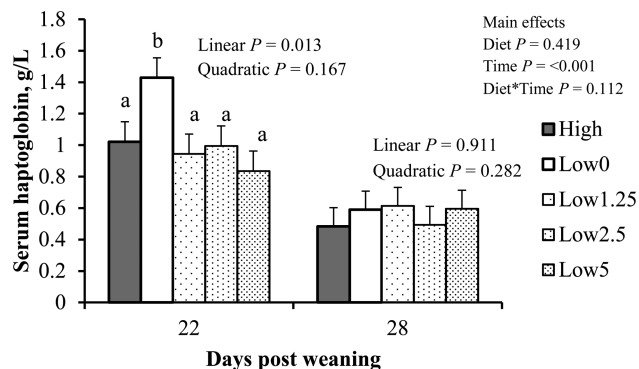 Serum haptoglobin, g/L
1.8
1.6
1.4
1.2
1
0.8
0.6
0.4
0.2
0
a
b
a
a
a
Linear P = 0.013
Quadratic P = 0.167
Linear P = 0.911
Quadratic P = 0.282
Main effects
Diet P = 0.419
Time P = <0.001
Diet*Time P = 0.112
High
Low0
Low1.25
Low2.5
Low5
22
28
Days post weaning